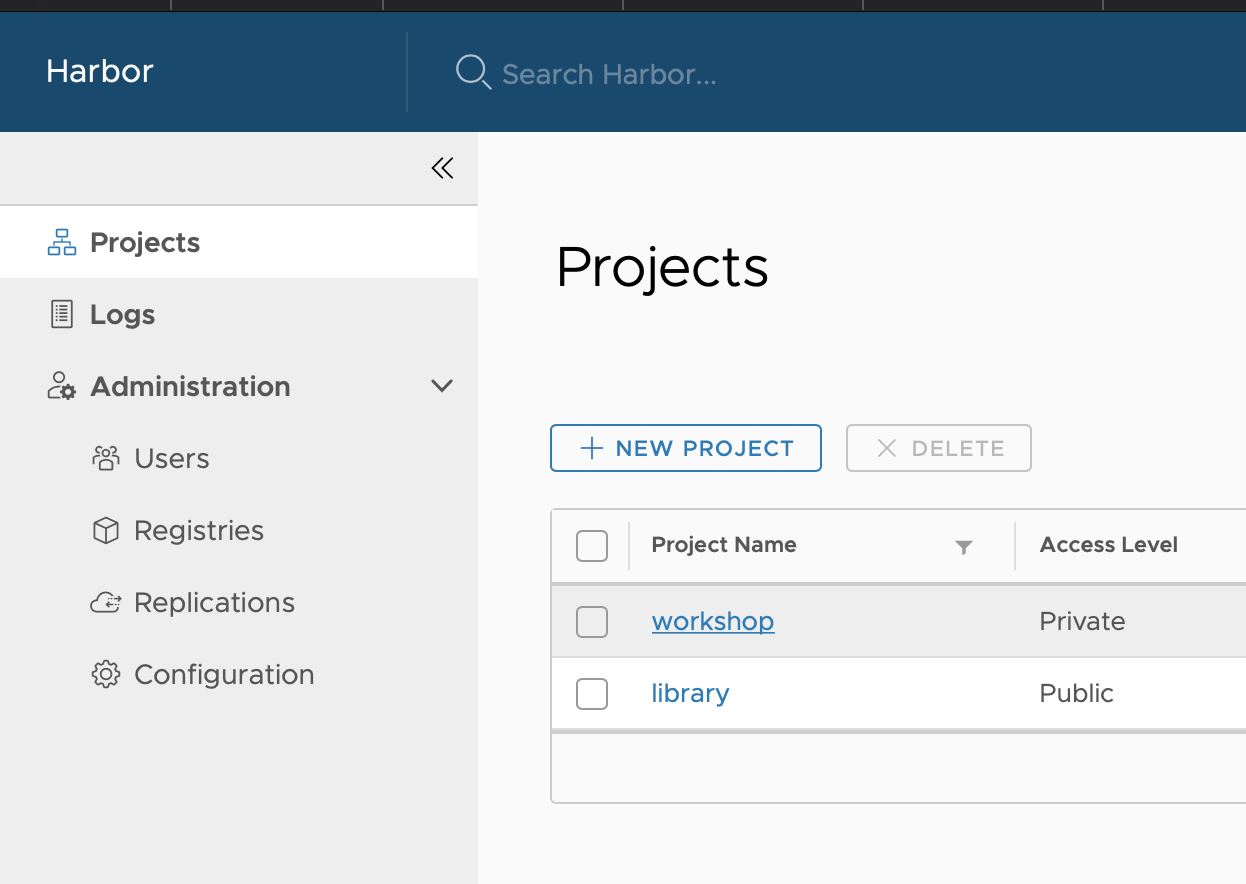 Harbor
Search Harbor...
Projects
Logs
Administration
Users
Registries
Replications
Configuration
Projects
NEW PROJECT DELETE
Project Name Access Level
workshop Private
library Public